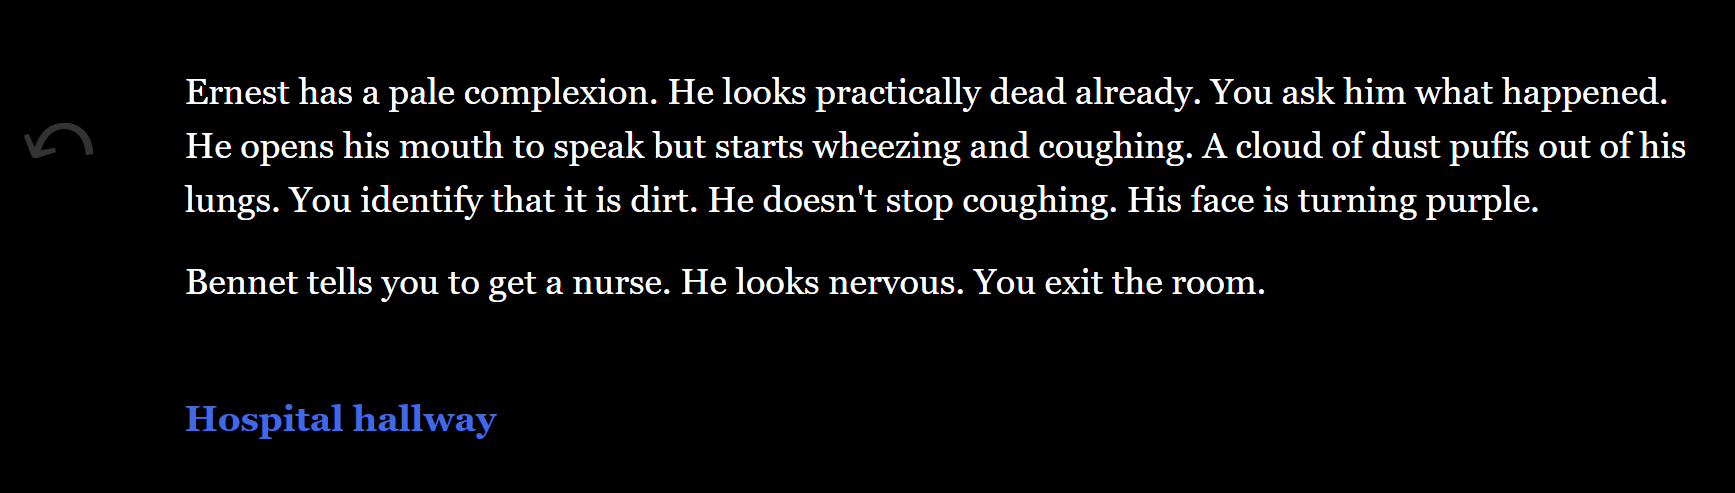 Ernest has a pale complexion. He looks practically dead already. You ask him what happened.
He opens his mouth to speak but starts wheezing and coughing. A cloud of dust puffs out of his
lungs. You identify that it is dirt. He doesn't stop coughing. His face is turning purple.
Bennet tells you to get a nurse. He looks nervous. You exit the room.
Hospital hallway